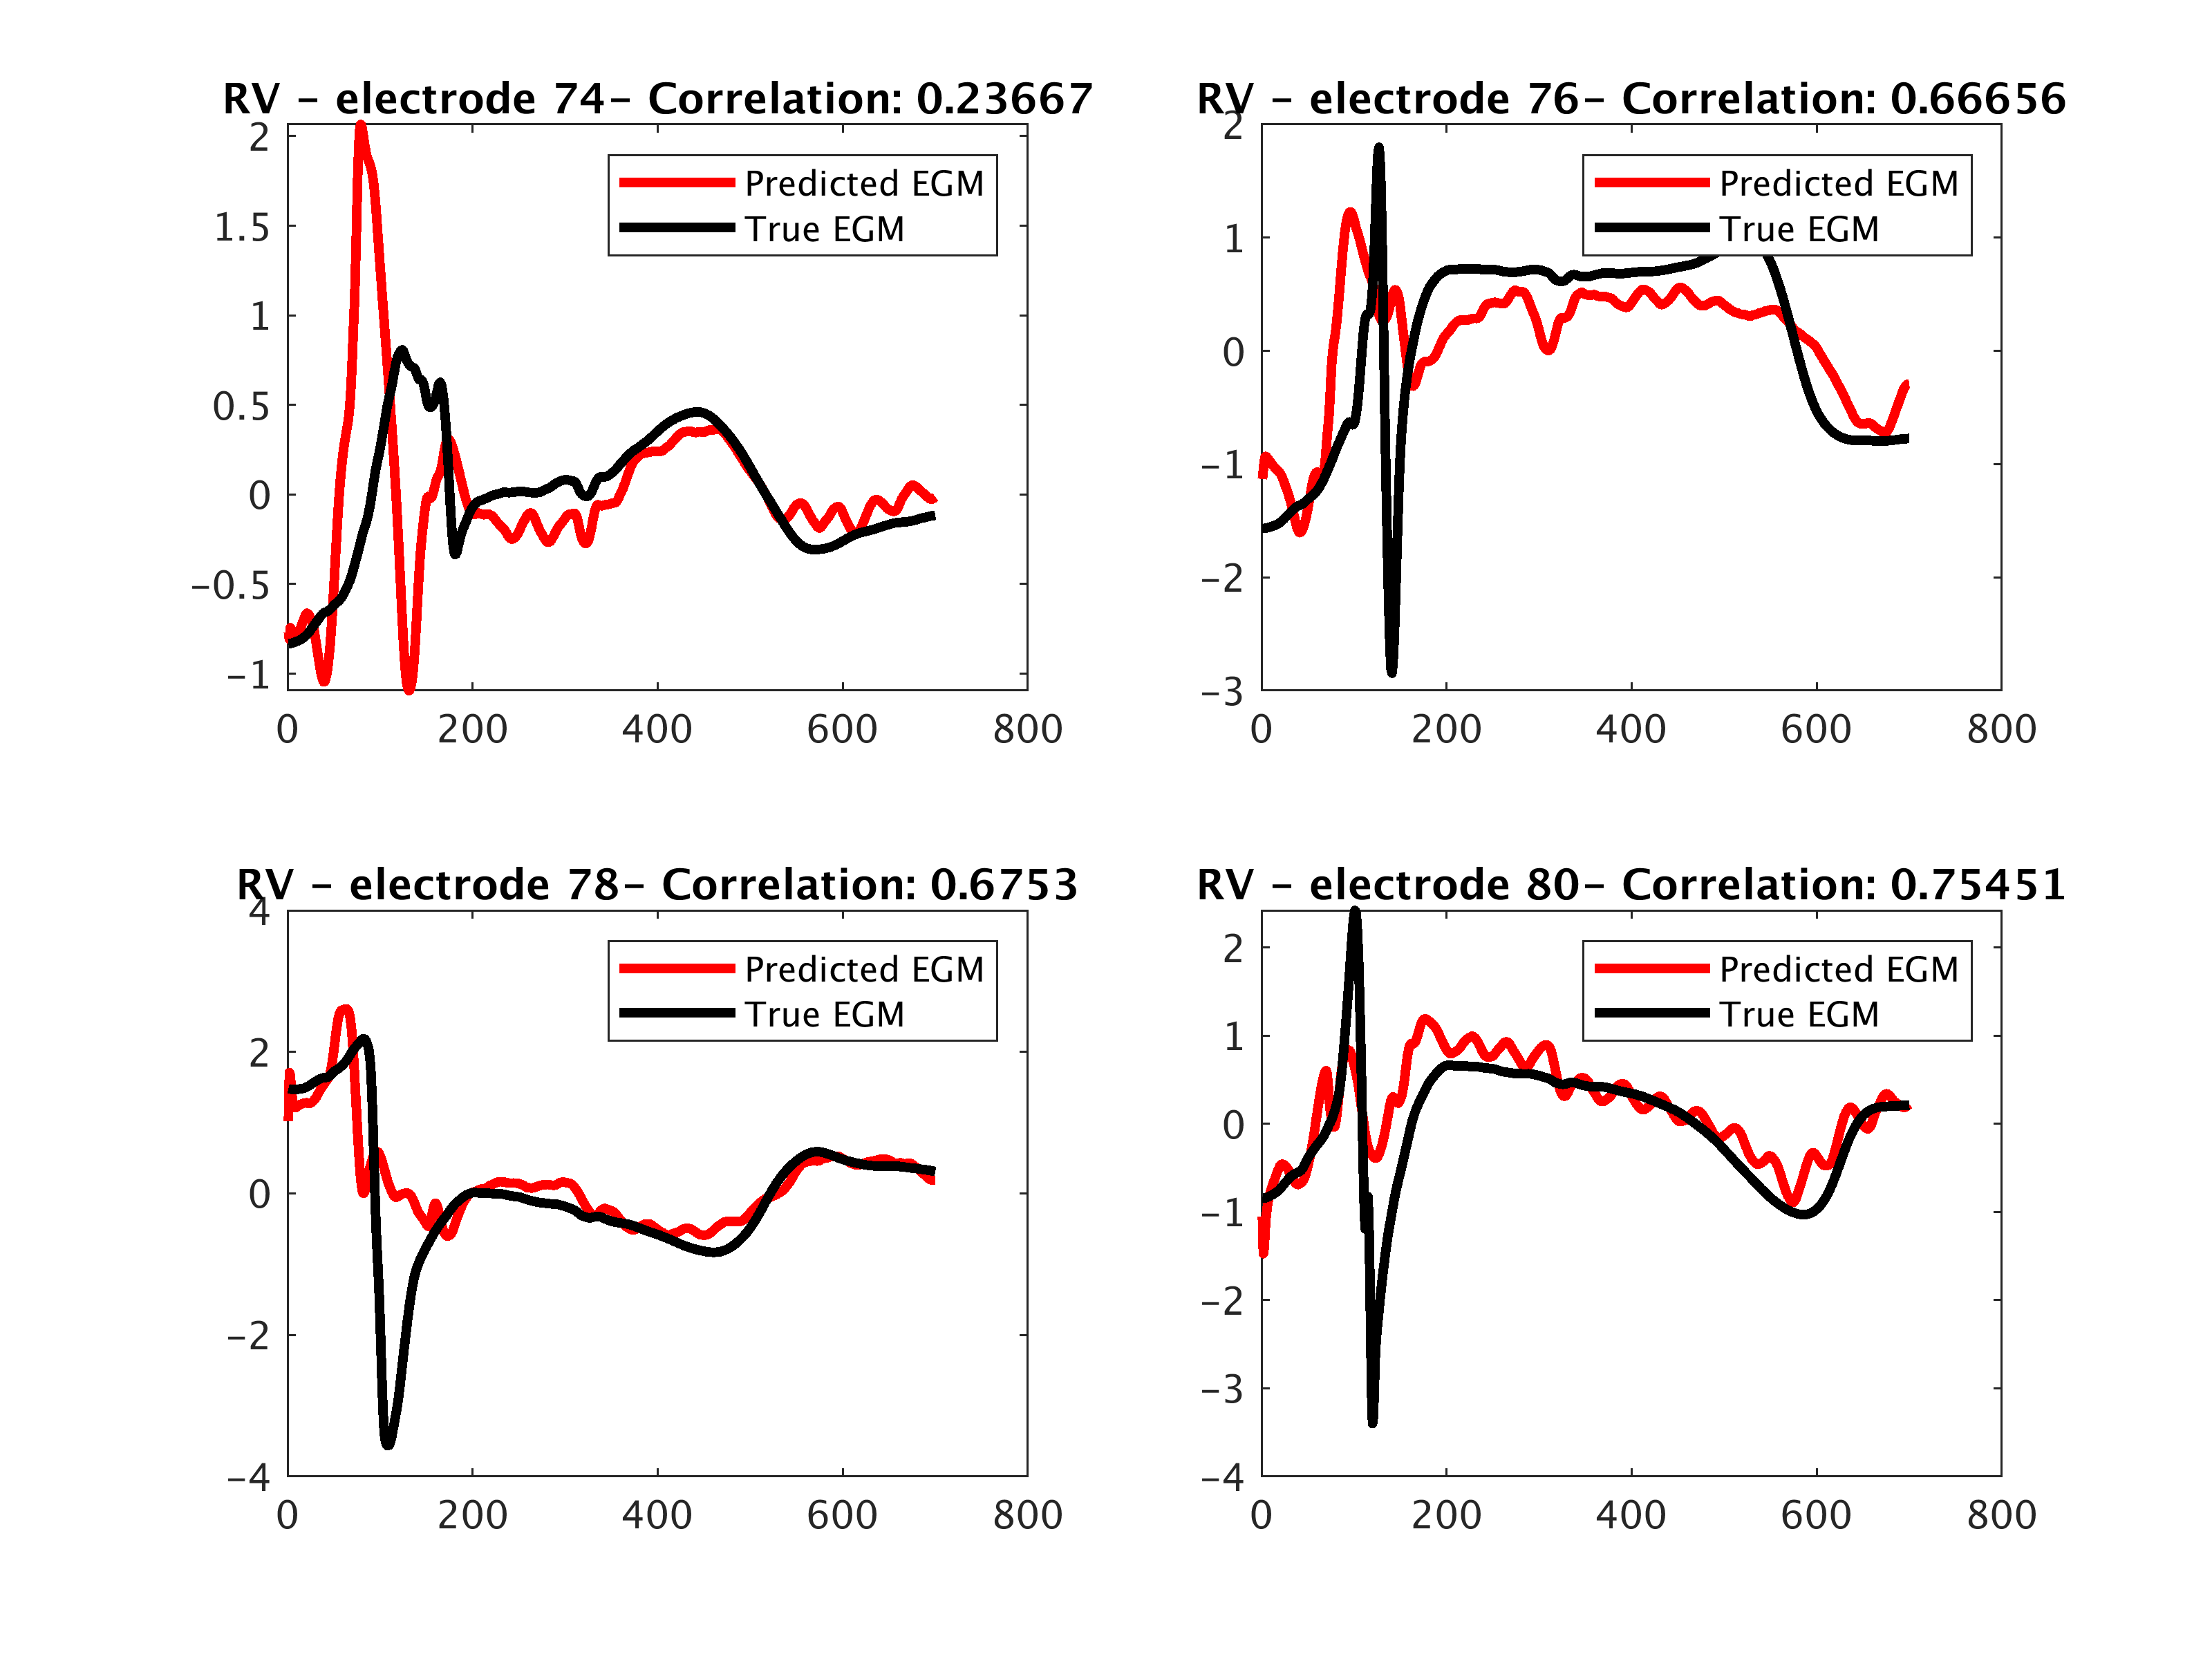 RV - electrode 74- Correlation: 0.23667
2
1.5
1
0.5
0
-0.5
-1
0 200 400 600 800
Predicted EGM
True EGM
RV - electrode 76- Correlation: 0.66656
2
1
0
-1
-2
-3
0 200 400 600 800
Predicted EGM
True EGM
RV - electrode 78- Correlation: 0.6753
4
2
0
-2
-4
0 200 400 600 800
Predicted EGM
True EGM
RV - electrode 80- Correlation: 0.75451
2
1
0
-1
-2
-3
-4
0 200 400 600 800
Predicted EGM
True EGM